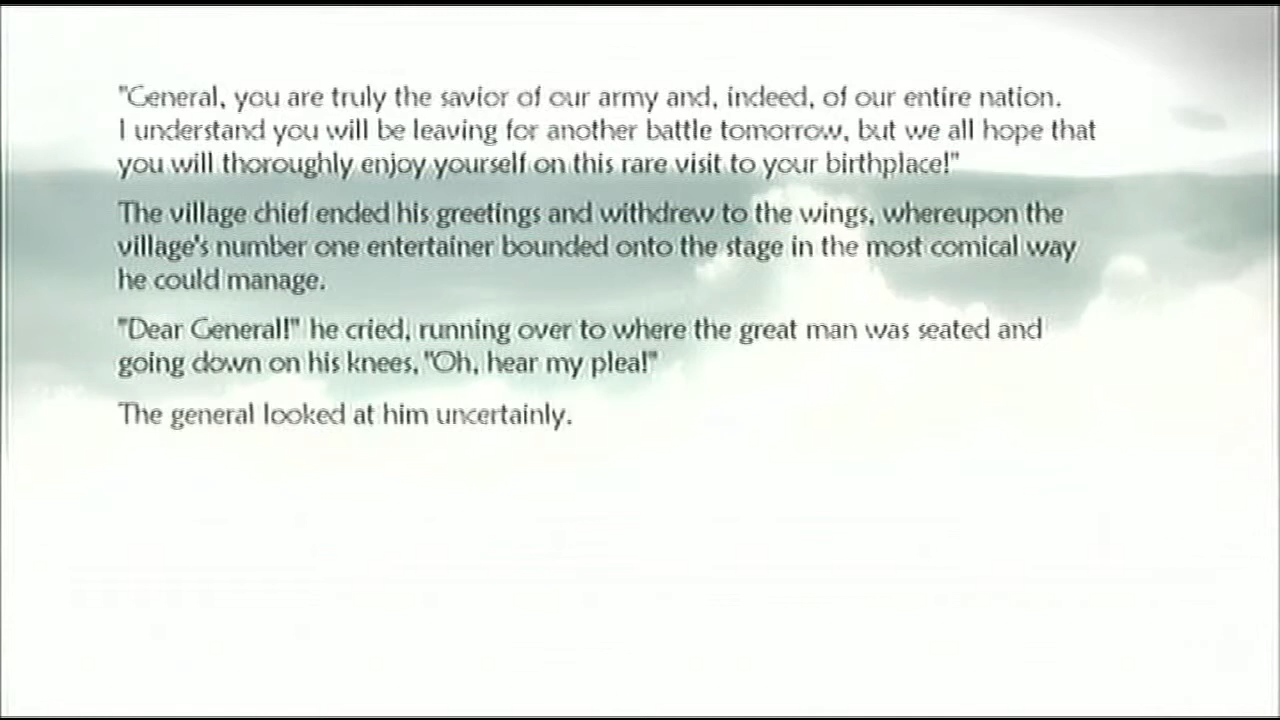 "General, you are truly the savior of our army and, indeed, of our entire nation.
I understand you will be leaving for another battle tomorrow, but we all hope that
you will thoroughly enjoy yourself on this rare visit to your birthplace!"
The village chief ended his greetings and withdrew to the wings, whereupon the
village's number one entertainer bounded onto the stage in the most comical way
he could manage.
"Dear General!" he cried, running over to where the great man was seated and
going down on his knees, "Oh, hear my plea!"
The general looked at him uncertainly.